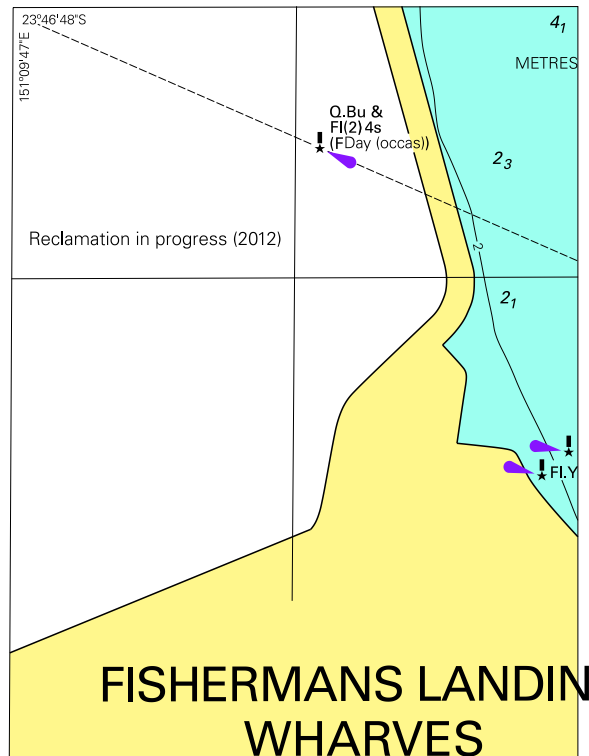 23°46'48"S
151°09'47"E
4₁
METRES
Q.Bu &
Fl(2) 4s
(FDay (occas))
2₃
Reclamation in progress (2012)
2
2₁
Fl.Y
FISHERMANS LANDIN
WHARVES